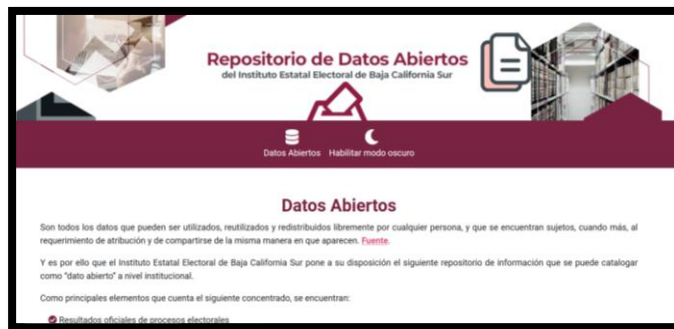 Repositorio de Datos Abiertos
del Instituto Estatal Electoral de Baja California Sur
Datos Abiertos Habilitar modo oscuro
Datos Abiertos
Son todos los datos que pueden ser utilizados, reutilizados y redistribuidos libremente por cualquier persona, y que se encuentran sujetos, cuando más, al
requerimiento de atribución y de compartirse de la misma manera en que aparecen. Fuente.
Y es por ello que el Instituto Estatal Electoral de Baja California Sur pone a su disposición el siguiente repositorio de información que se puede catalogar
como "dato abierto" a nivel institucional.
Como principales elementos que cuenta el siguiente concentrado, se encuentran:
Resultados oficiales de procesos electorales